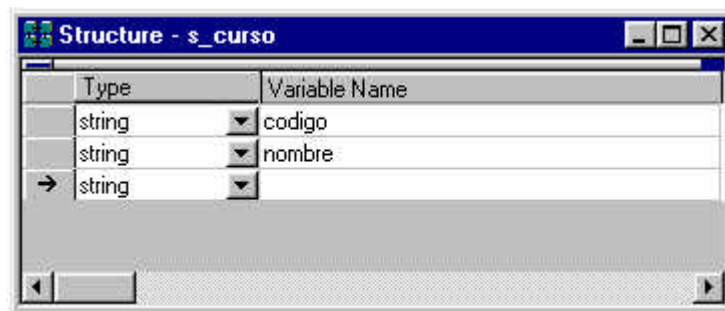 Structure - s_curso
Type Variable Name
string codigo
string nombre
string